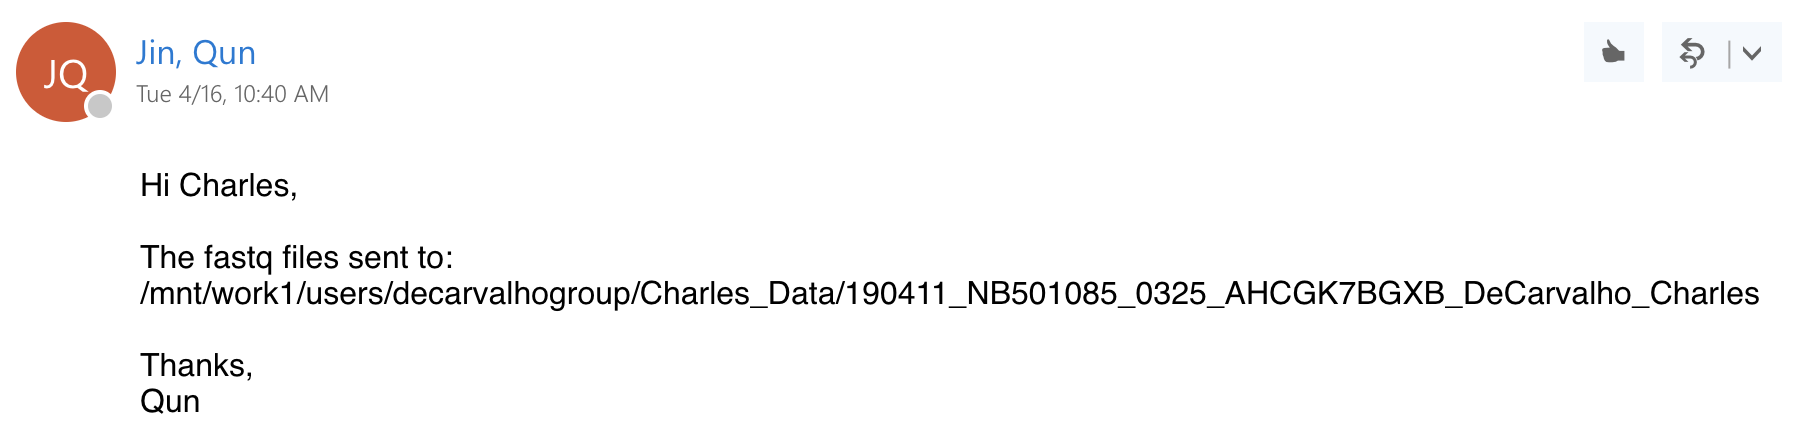 JQ
Jin, Qun
Tue 4/16, 10:40 AM
Hi Charles,
The fastq files sent to:
/mnt/work1/users/decarvalhogroup/Charles_Data/190411_NB501085_0325_AHCGK7BGXB_DeCarvalho_Charles
Thanks,
Qun